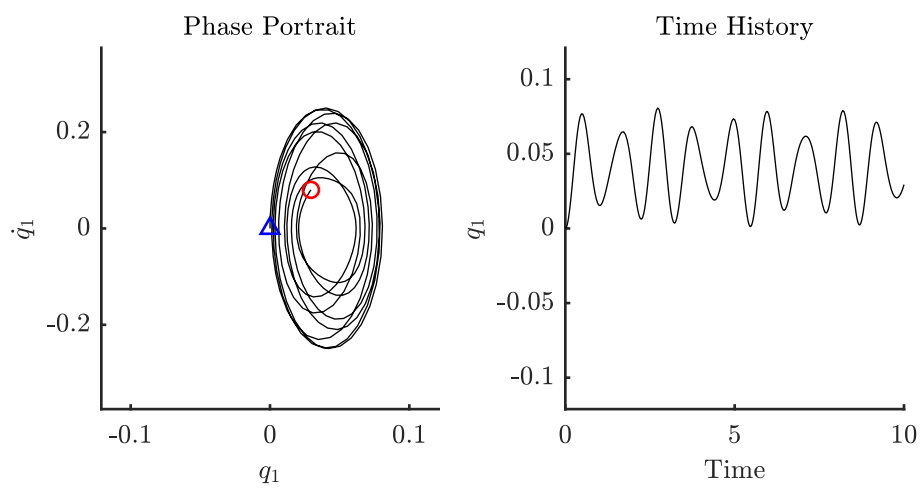 Phase Portrait
0.2
0
-0.2
q̇₁
-0.1
0
0.1
q₁
Time History
0.1
0.05
0
-0.05
-0.1
q₁
0
5
10
Time